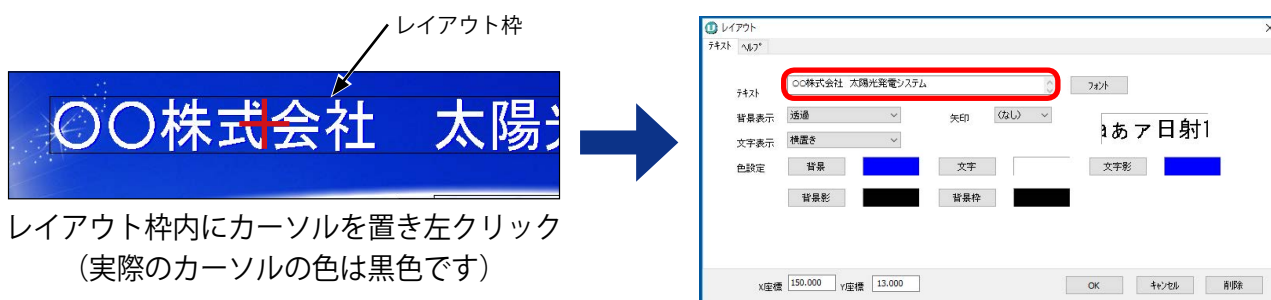 レイアウト枠
〇〇株式会社 太陽
レイアウト枠内にカーソルを置き左クリック
（実際のカーソルの色は黒色です）
レイアウト
テキスト ヘルプ
テキスト 〇〇株式会社 太陽光発電システム フォント
背景表示 透過 矢印 (なし)
あァ日射
文字表示 横置き
色設定 背景 文字 文字影
背景影 背景枠
X座標 150.000 Y座標 13.000 OK キャンセル 削除